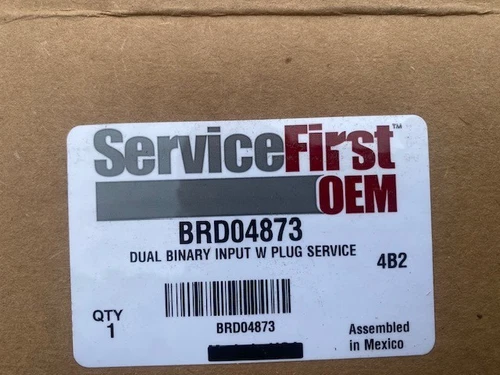 ServiceFirst™
OEM
BRD04873
DUAL BINARY INPUT W PLUG SERVICE
4B2
QTY
1
BRD04873
Assembled
in Mexico